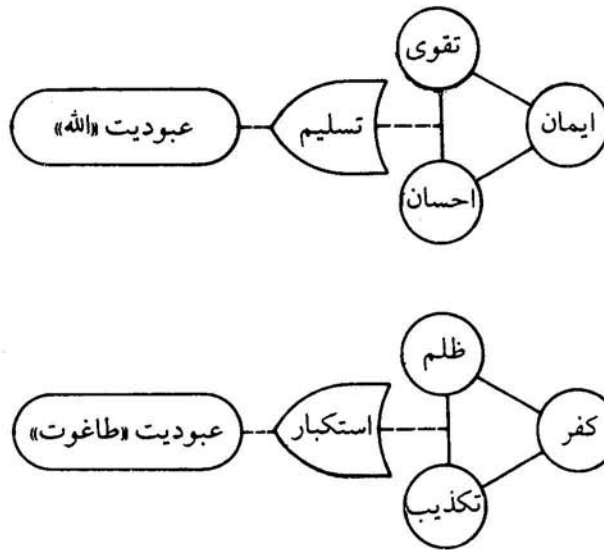 تقوی
ایمان
احسان
تسلیم
عبودیت «الله»
ظلم
کفر
تکذیب
استکبار
عبودیت «طاغوت»